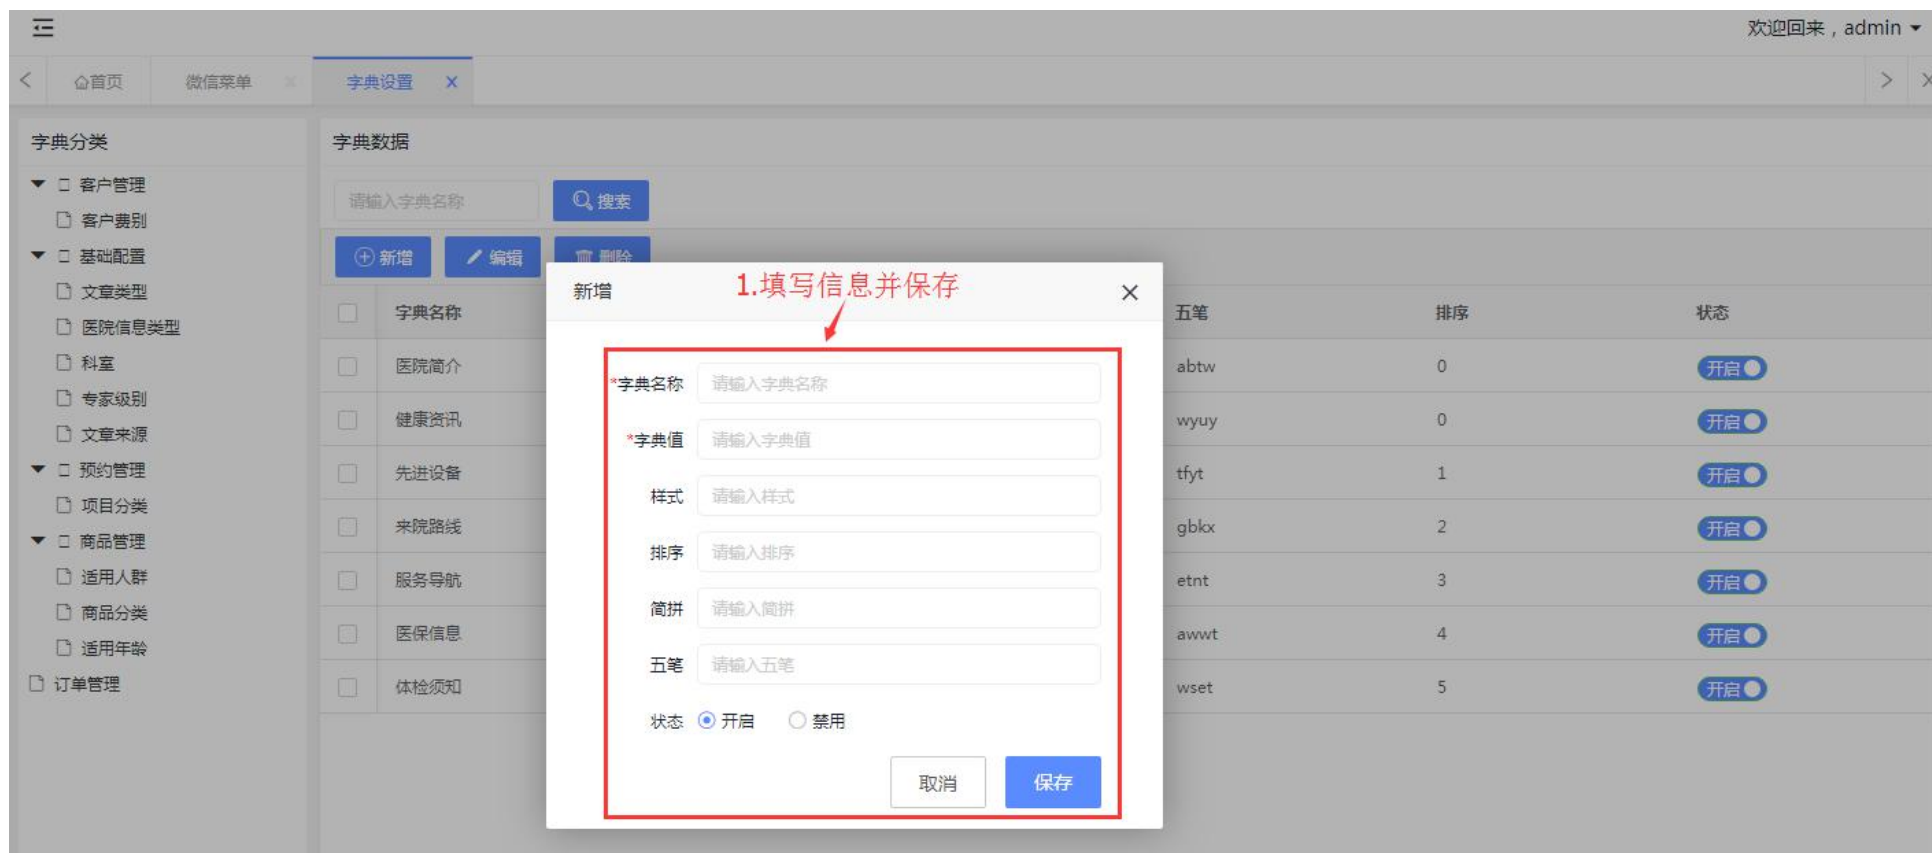 欢迎回来，admin
首页 微信菜单 字典设置
字典分类
客户管理
客户费别
基础配置
文章类型
医院信息类型
科室
专家级别
文章来源
预约管理
项目分类
商品管理
适用人群
商品分类
适用年龄
订单管理
字典数据
请输入字典名称 搜索
新增 编辑 删除
字典名称 五笔 排序 状态
医院简介 abtw 0 开启
健康资讯 wyuy 0 开启
先进设备 tfyt 1 开启
来院路线 gbkx 2 开启
服务导航 etnt 3 开启
医保信息 awwt 4 开启
体检须知 wset 5 开启
新增
1.填写信息并保存
*字典名称 请输入字典名称
*字典值 请输入字典值
样式 请输入样式
排序 请输入排序
简拼 请输入简拼
五笔 请输入五笔
状态 开启 禁用
取消 保存